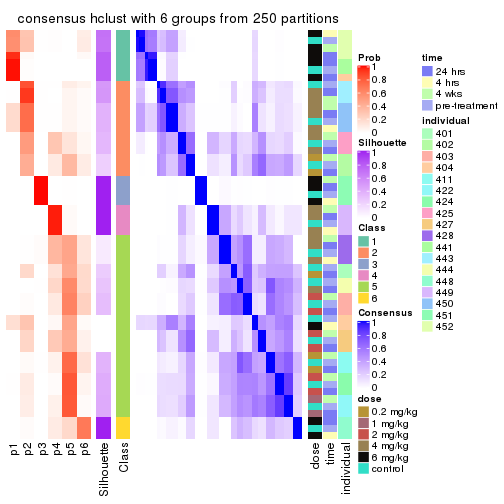 consensus hclust with 6 groups from 250 partitions
p1
p2
p3
p4
p5
p6
Silhouette
Class
dose
time
individual
Prob
1
0.8
0.6
0.4
0.2
0
Silhouette
1
0.8
0.6
0.4
0.2
0
Class
1
2
3
4
5
6
Consensus
1
0.8
0.6
0.4
0.2
0
dose
0.2 mg/kg
1 mg/kg
2 mg/kg
4 mg/kg
6 mg/kg
control
time
24 hrs
4 hrs
4 wks
pre-treatment
individual
401
402
403
404
411
422
424
425
427
428
441
443
444
448
449
450
451
452